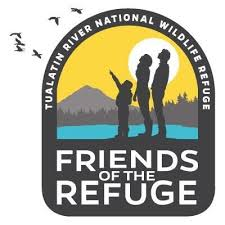 TUALATIN RIVER NATIONAL WILDLIFE REFUGE
FRIENDS
OF THE
REFUGE